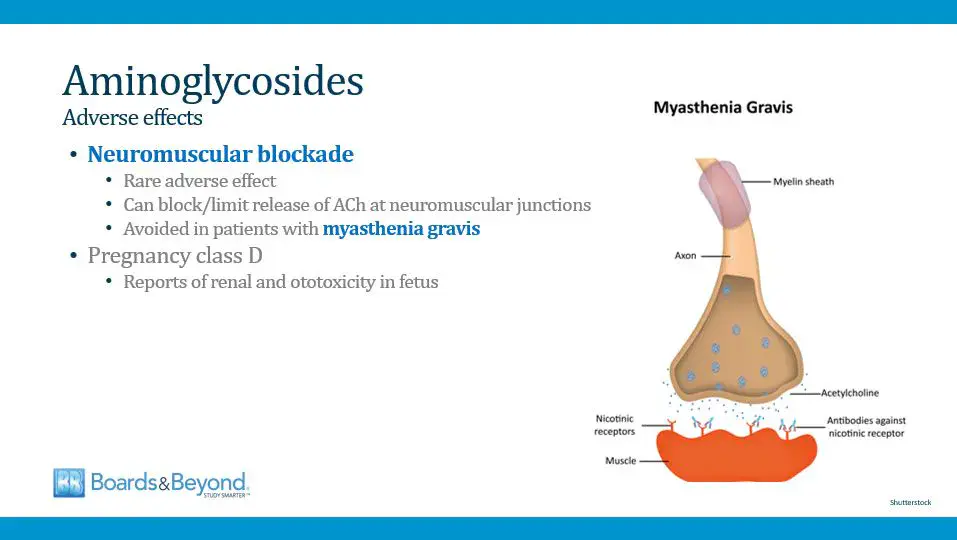 Aminoglycosides
Adverse effects
• Neuromuscular blockade
• Rare adverse effect
• Can block/limit release of ACh at neuromuscular junctions
• Avoided in patients with myasthenia gravis
• Pregnancy class D
• Reports of renal and ototoxicity in fetus
Myasthenia Gravis
Myelin sheath
Axon
Acetylcholine
Nicotinic
receptors
Antibodies against
nicotinic receptor
Muscle
BB Boards&Beyond.
STUDY SMARTER™
Shutterstock